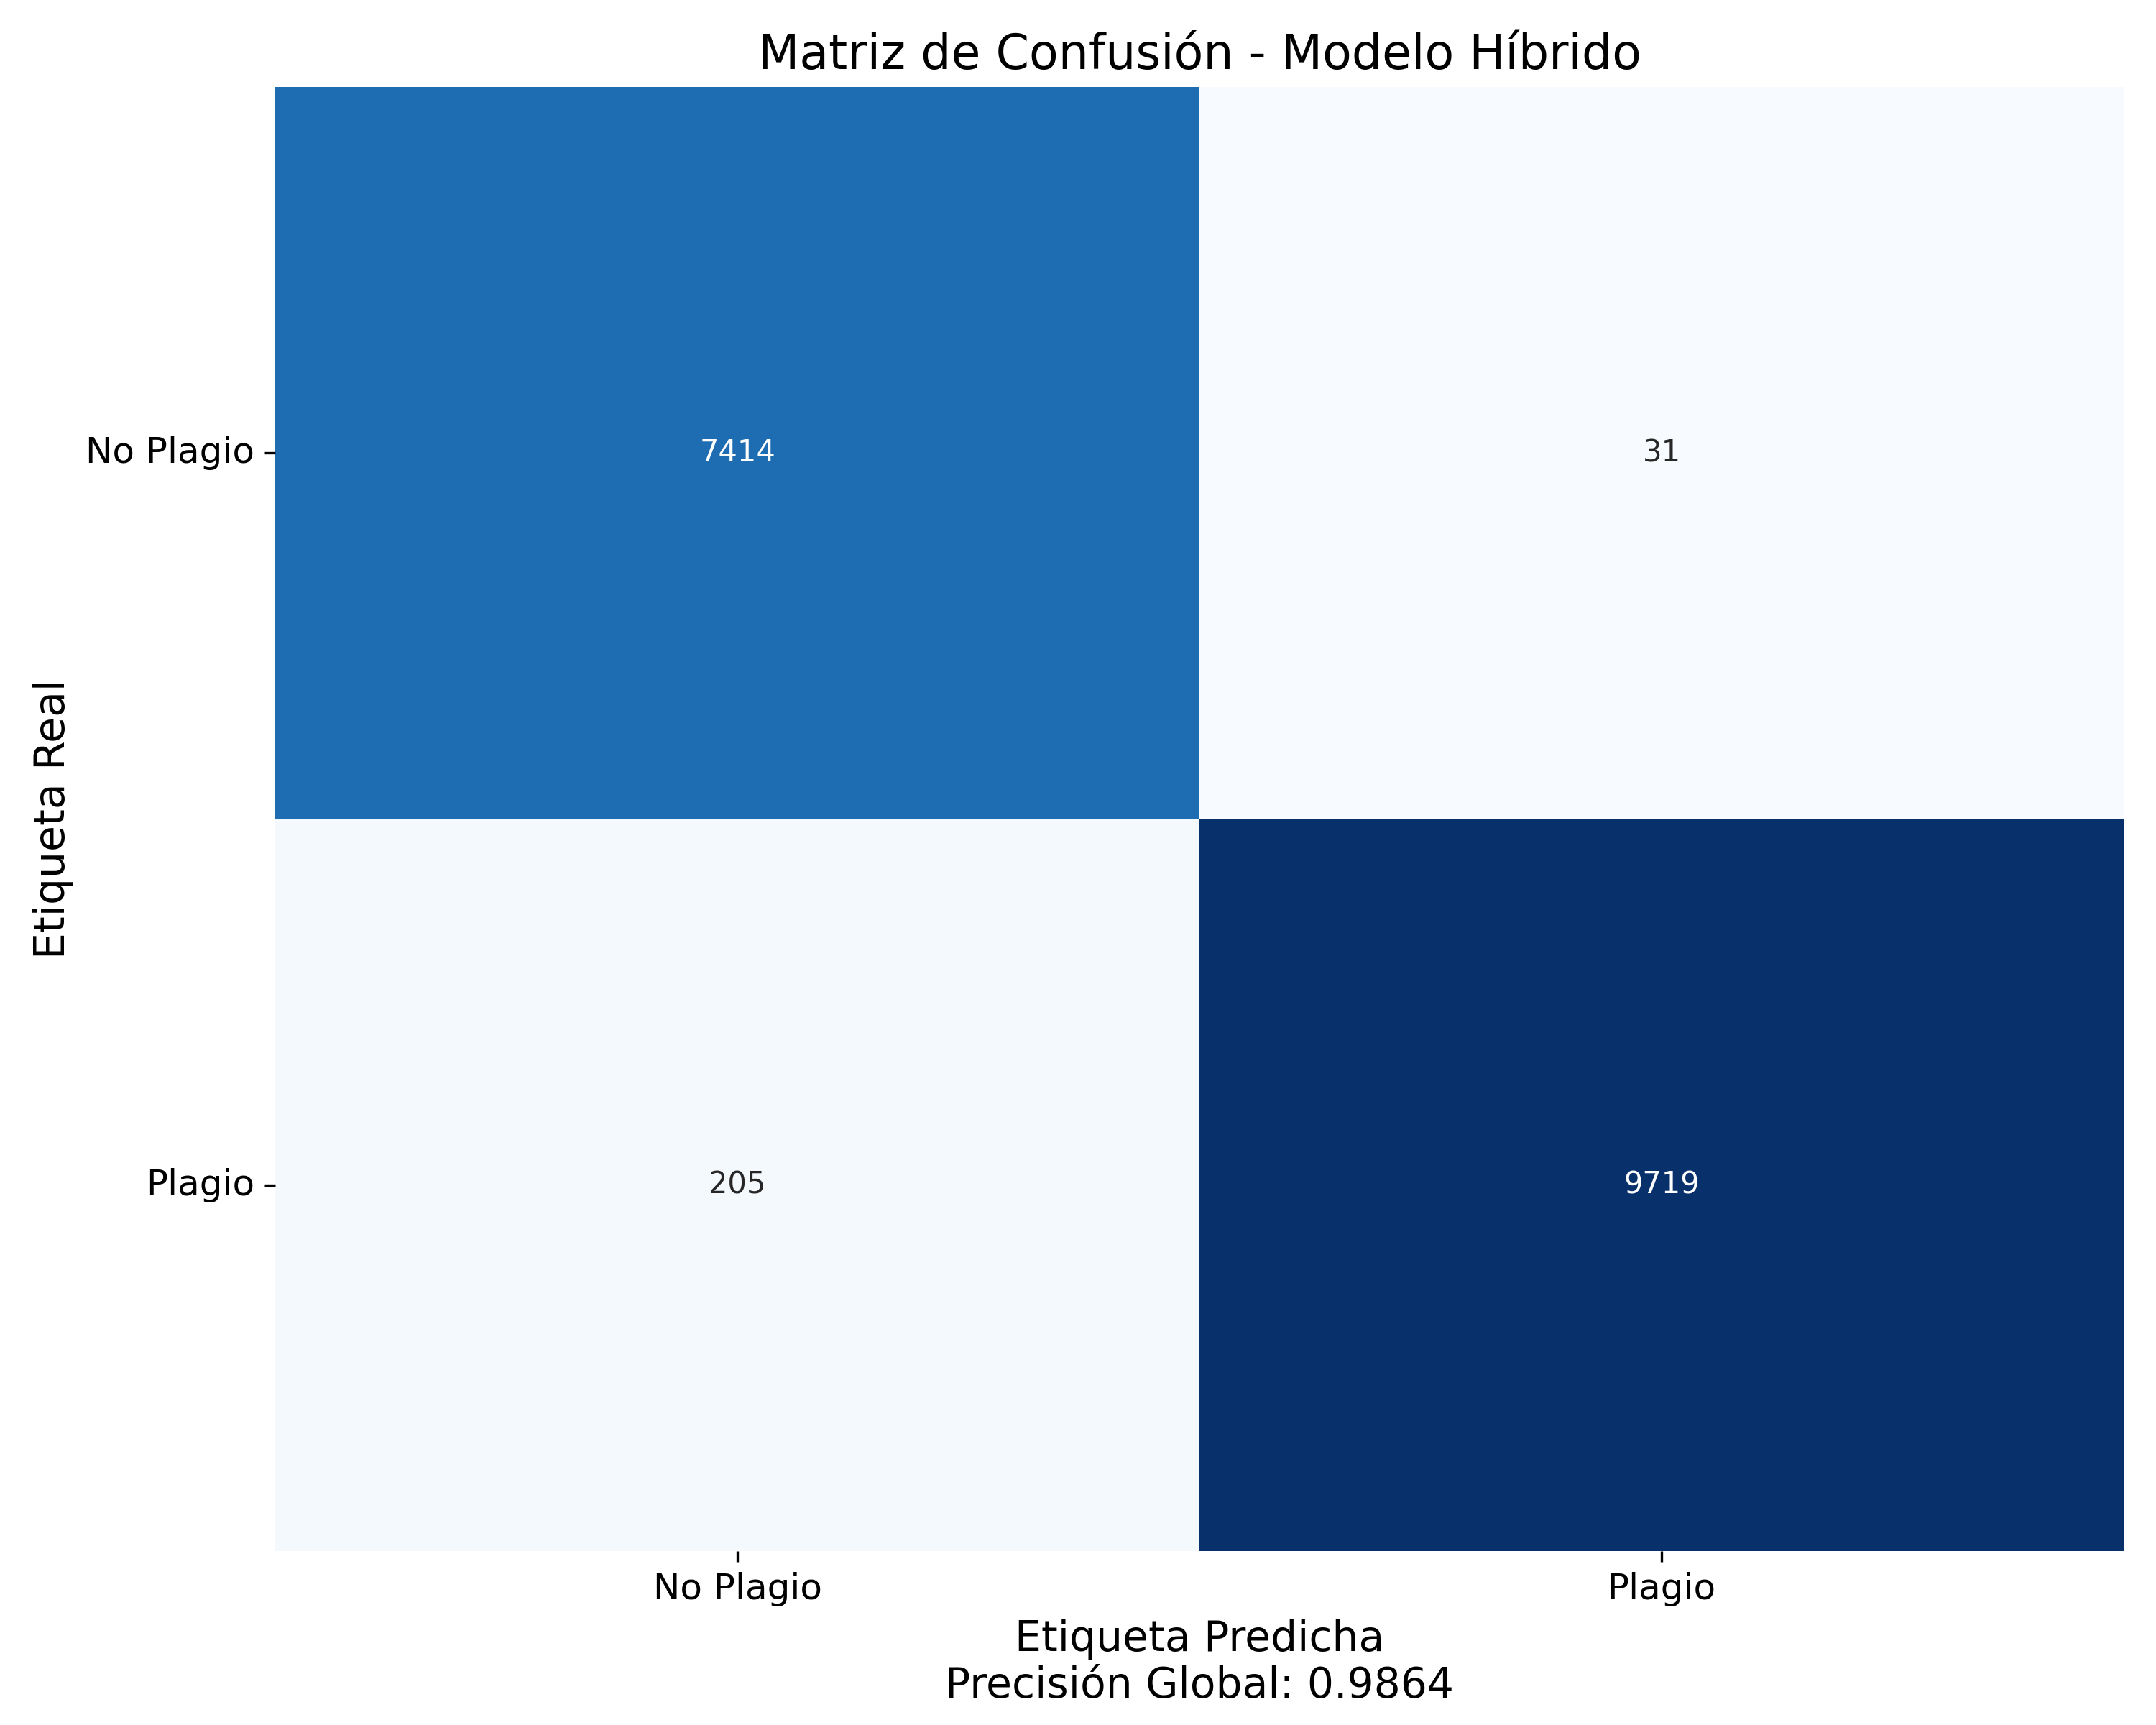 Matriz de Confusión - Modelo Híbrido
Etiqueta Real
No Plagio
7414
31
Plagio
205
9719
No Plagio
Plagio
Etiqueta Predicha
Precisión Global: 0.9864